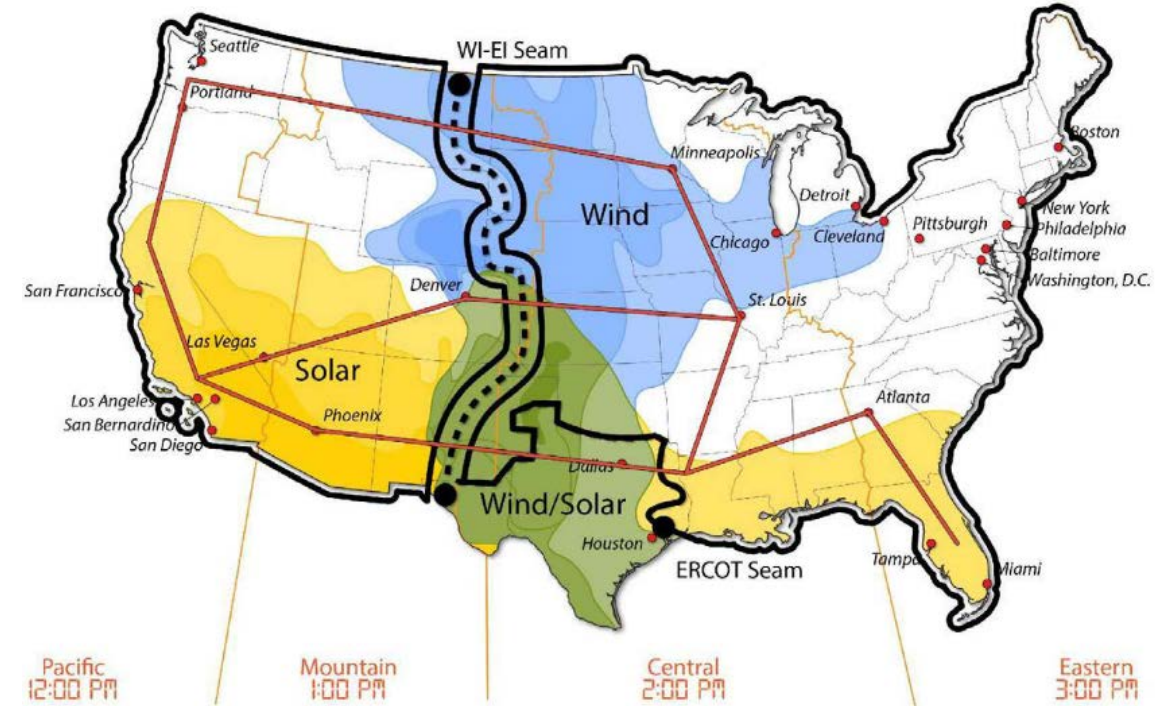 Seattle
WI-EI Seam
Portland
Boston
Minneapolis
Detroit
Wind
New York
Pittsburgh
Philadelphia
Chicago
Cleveland
Baltimore
Washington, D.C.
San Francisco
Denver
St. Louis
Las Vegas
Solar
Los Angeles
Phoenix
Atlanta
San Bernardino
San Diego
Dallas
Wind/Solar
Houston
ERCOT Seam
Tampa
Miami
Pacific
12:00 PM
Mountain
1:00 PM
Central
2:00 PM
Eastern
3:00 PM